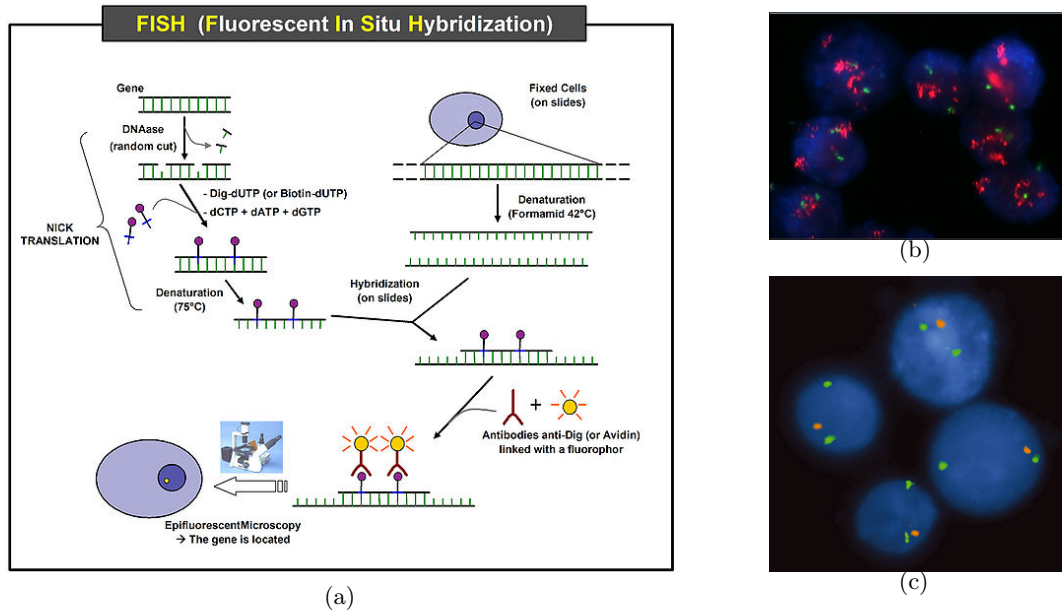 FISH (Fluorescent In Situ Hybridization)
Gene
DNAase
(random cut)
- Dig-dUTP (or Biotin-dUTP)
- dCTP + dATP + dGTP
NICK
TRANSLATION
Denaturation
(75°C)
Fixed Cells
(on slides)
Denaturation
(Formamid 42°C)
Hybridization
(on slides)
+
Antibodies anti-Dig (or Avidin)
linked with a fluorophor
EpifluorescentMicroscopy
→ The gene is located
(a)
(b)
(c)